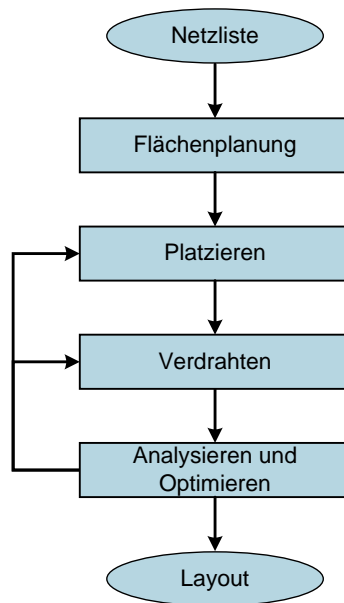 Netzliste
Flächenplanung
Platzieren
Verdrahten
Analysieren und
Optimieren
Layout